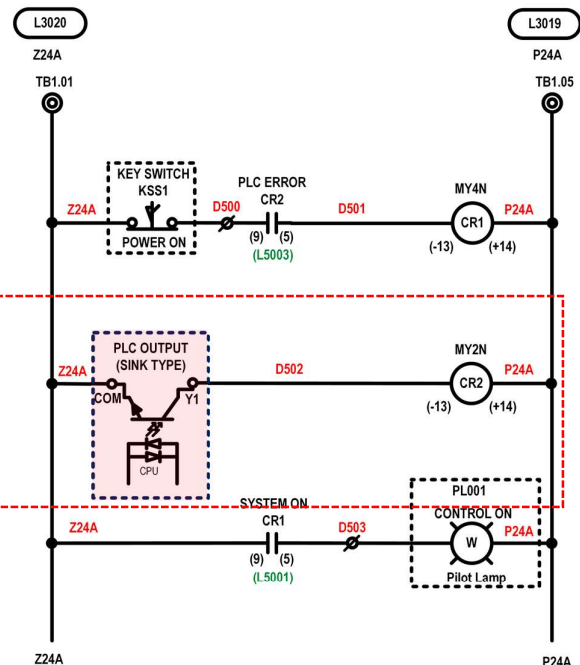 L3020
L3019
Z24A
P24A
TB1.01
TB1.05
KEY SWITCH
KSS1
POWER ON
PLC ERROR
CR2
Z24A
D500
D501
(9) (5)
(L5003)
MY4N
CR1
P24A
(-13) (+14)
PLC OUTPUT
(SINK TYPE)
Z24A
COM
Y1
CPU
D502
MY2N
CR2
P24A
(-13) (+14)
SYSTEM ON
CR1
Z24A
D503
(9) (5)
(L5001)
PL001
CONTROL ON
W
P24A
Pilot Lamp
Z24A
P24A